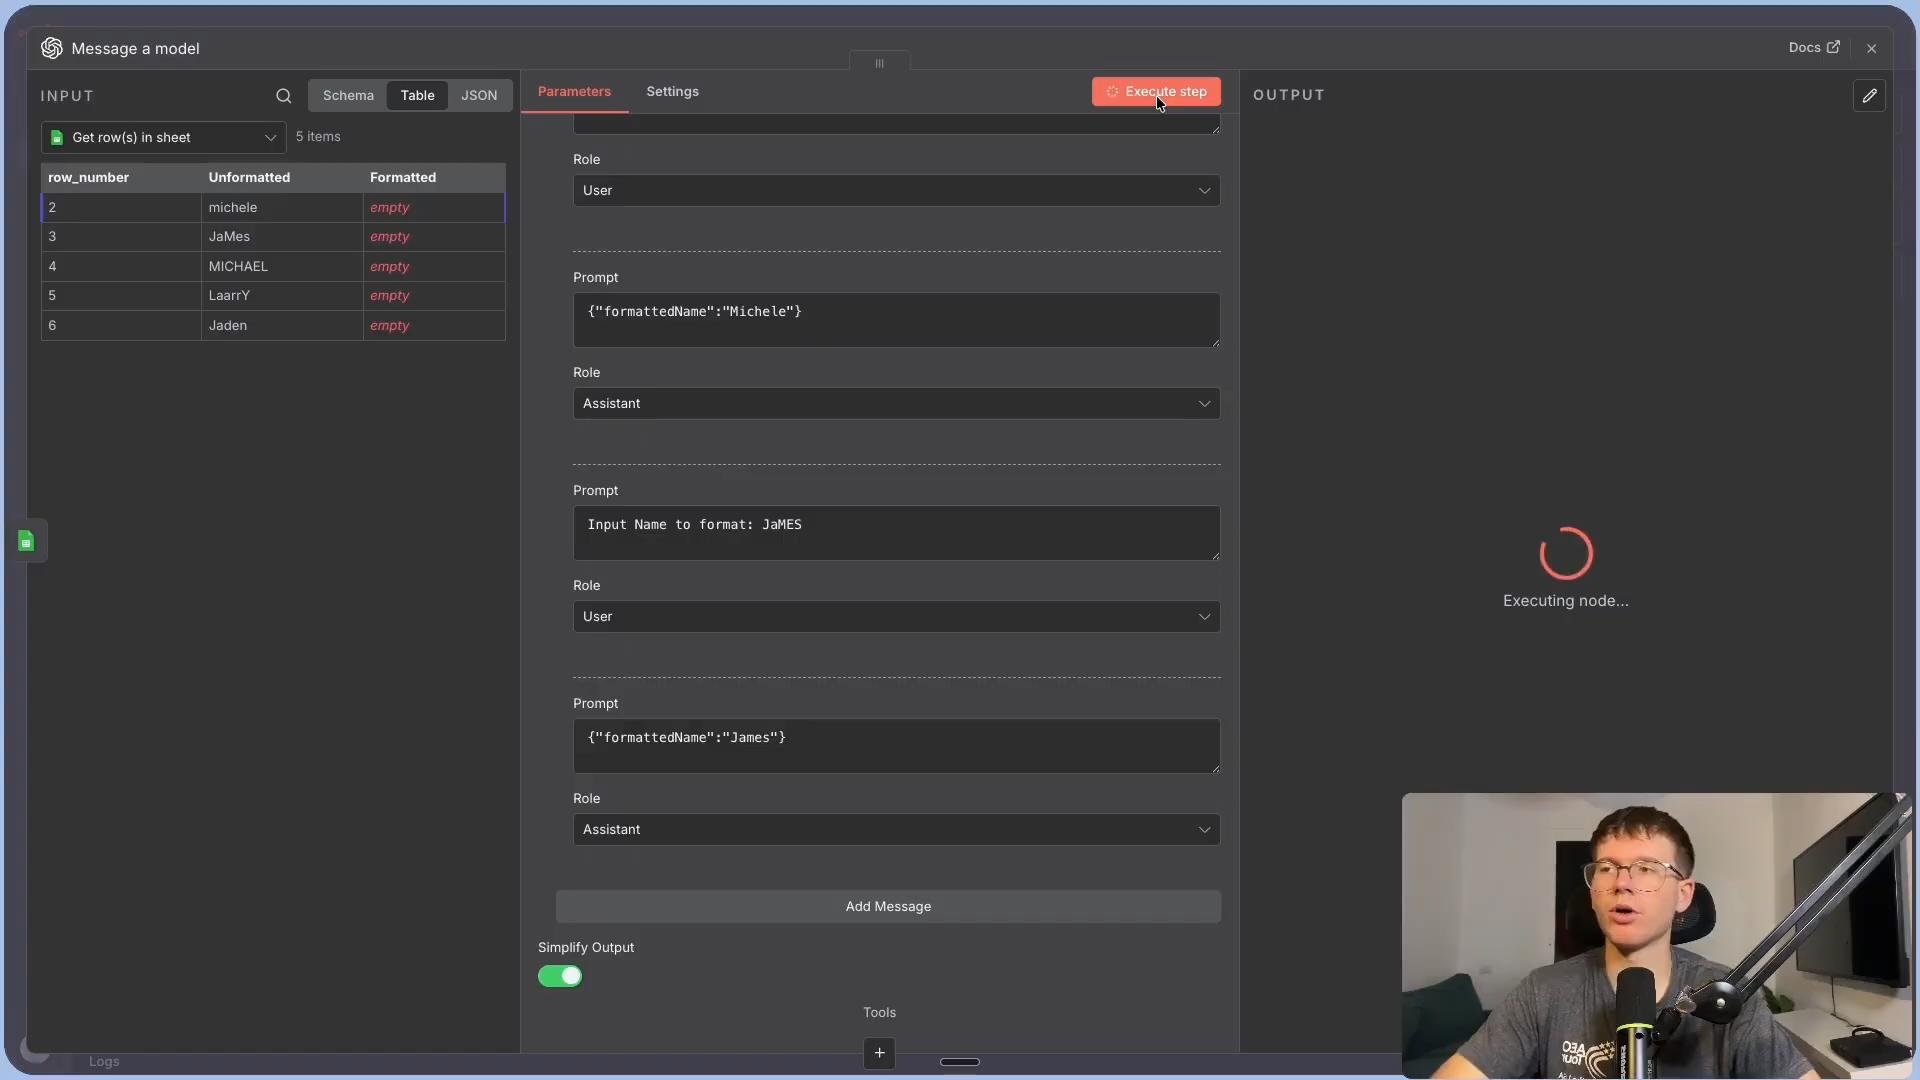 Message a model
Docs
INPUT
Schema
Table
JSON
Parameters
Settings
Execute step
OUTPUT
Get row(s) in sheet
5 items
row_number Unformatted Formatted
2 michele empty
3 JaMes empty
4 MICHAEL empty
5 LaarrY empty
6 Jaden empty
Role
User
Prompt
{"formattedName":"Michele"}
Role
Assistant
Prompt
Input Name to format: JaMES
Role
User
Prompt
{"formattedName":"James"}
Role
Assistant
Add Message
Simplify Output
Tools
Executing node...
Logs